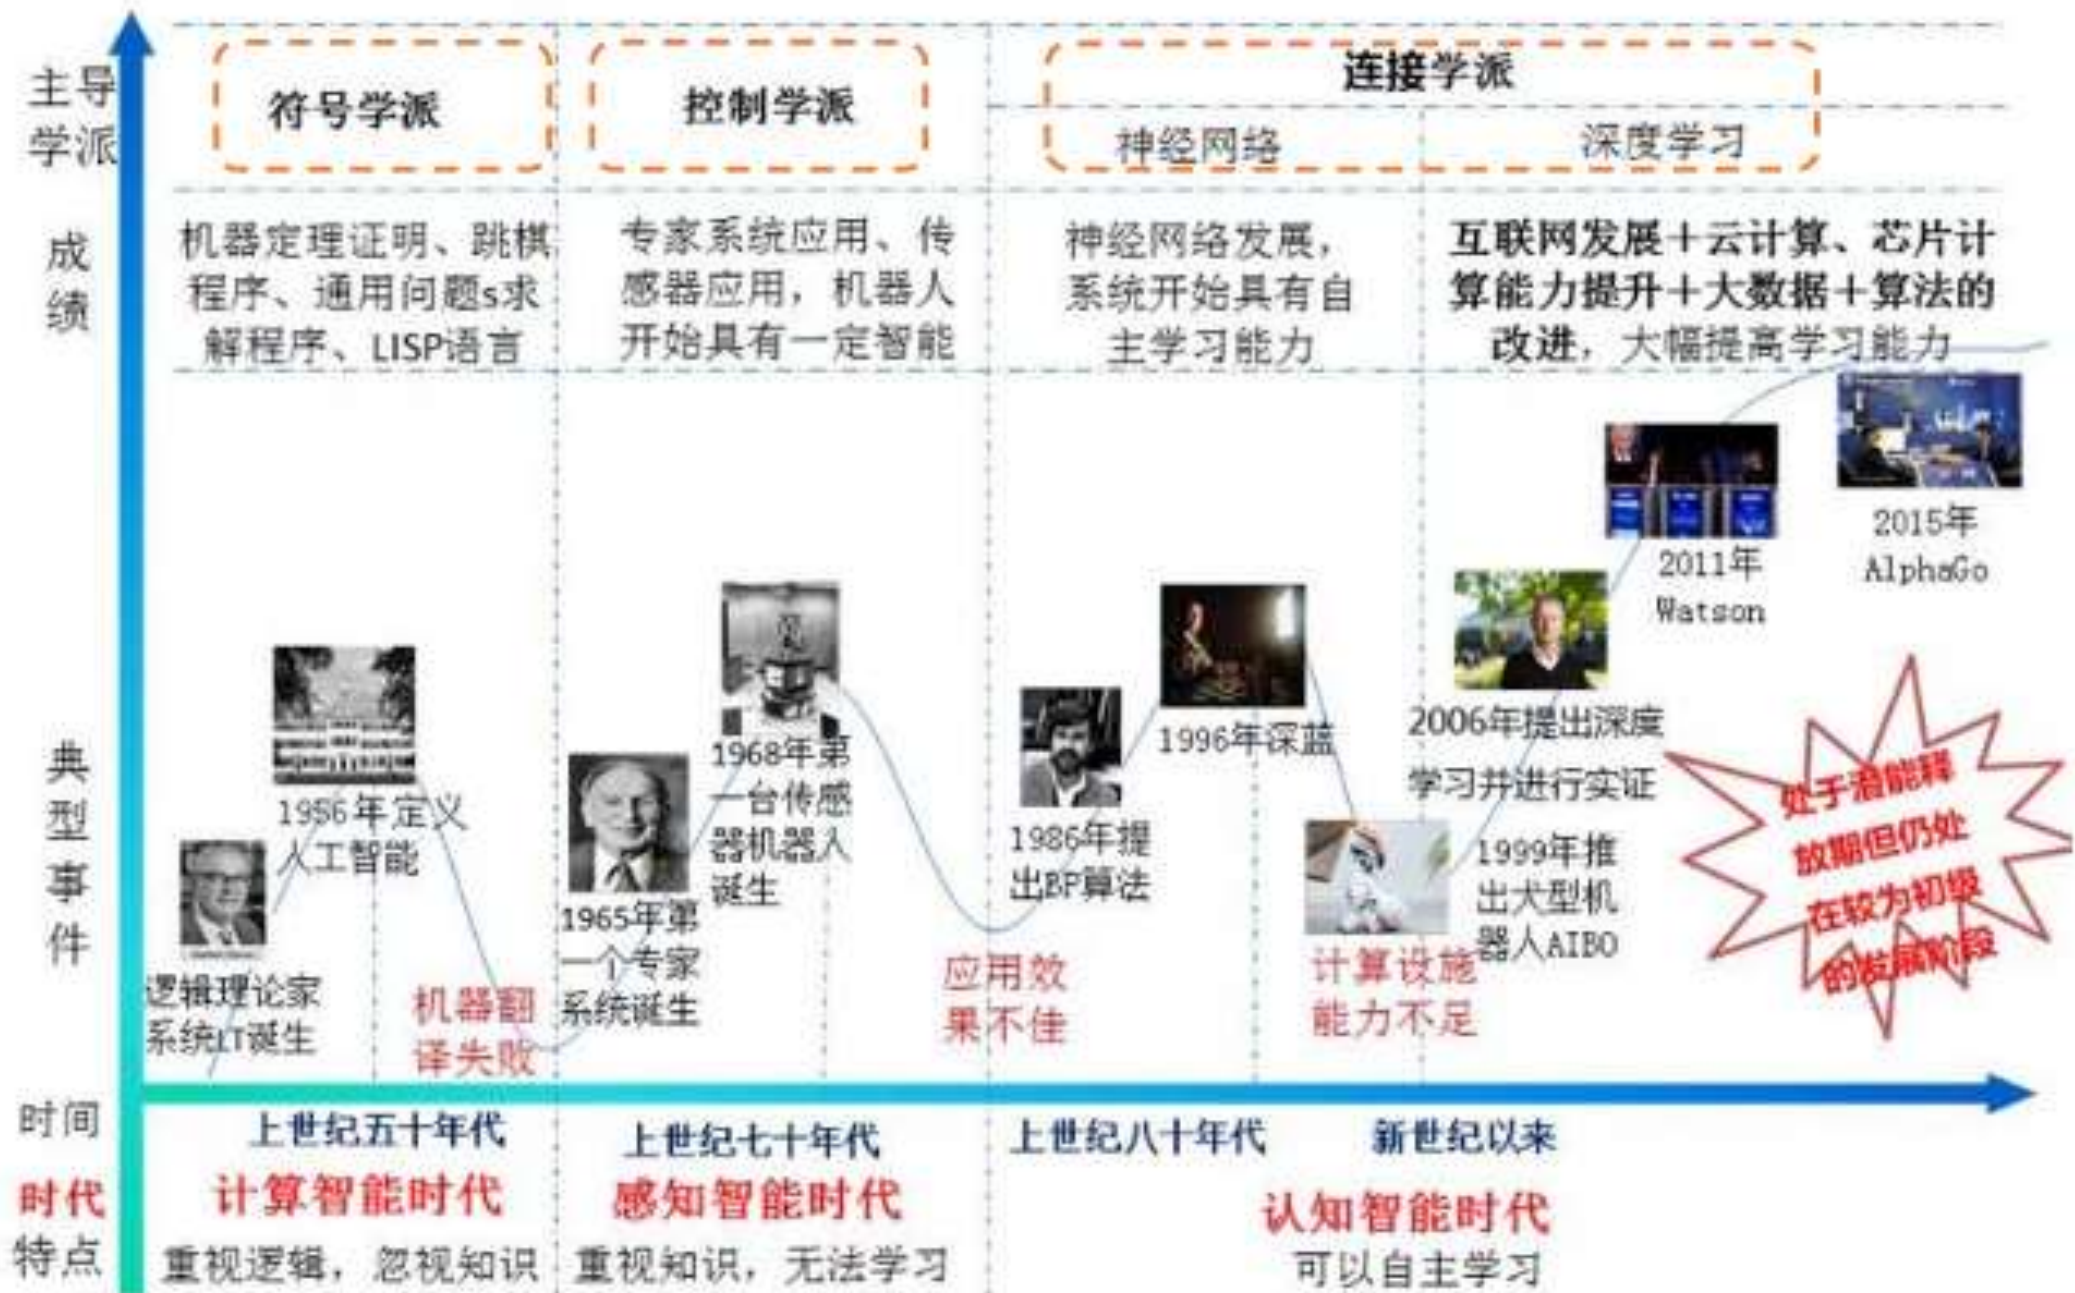 主导
学派
符号学派
控制学派
连接学派
神经网络
深度学习
成
绩
机器定理证明、跳棋
程序、通用问题s求
解程序、LISP语言
专家系统应用、传
感器应用，机器人
开始具有一定智能
神经网络发展，
系统开始具有自
主学习能力
互联网发展＋云计算、芯片计
算能力提升＋大数据＋算法的
改进，大幅提高学习能力
典
型
事
件
逻辑理论家
系统LT诞生
1956年定义
人工智能
机器翻
译失败
1965年第
一个专家
系统诞生
1968年第
一台传感
器机器人
诞生
应用效
果不佳
1986年提
出BP算法
1996年深蓝
计算设施
能力不足
1999年推
出犬型机
器人AIBO
2006年提出深度
学习并进行实证
2011年
Watson
2015年
AlphaGo
处于潜能释
放期但仍处
在较为初级
的发展阶段
时间
上世纪五十年代
上世纪七十年代
上世纪八十年代
新世纪以来
时代
特点
计算智能时代
重视逻辑，忽视知识
感知智能时代
重视知识，无法学习
认知智能时代
可以自主学习